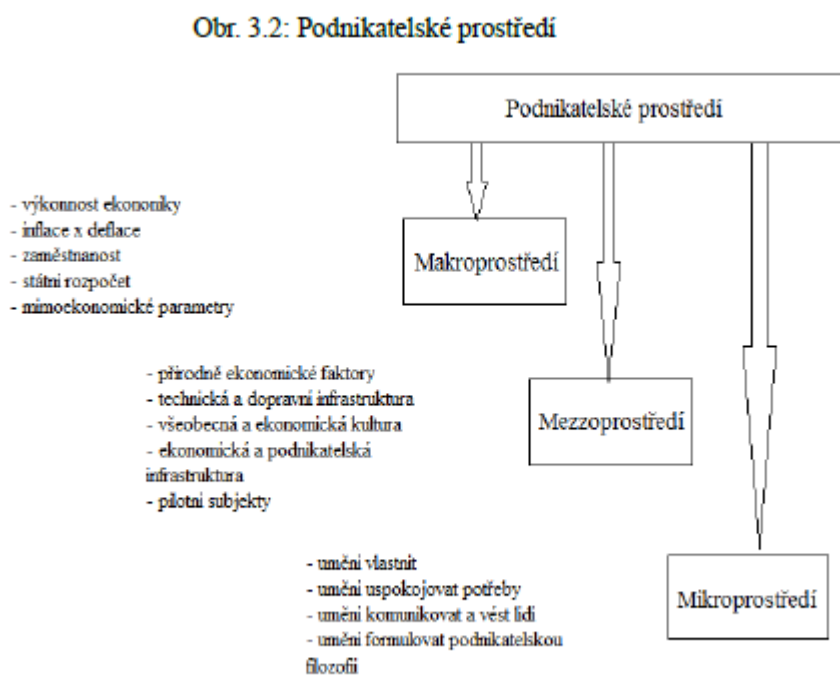 Obr. 3.2: Podnikatelské prostředí
Podnikatelské prostředí
- výkonnost ekononiky
- inflace x deflace
- zaměstnanost
- státní rozpočet
- mimoekonomické parametry
Makroprostředí
- přírodně ekonomické faktory
- technická a dopravní infrastruktura
- všeobecná a ekonomická kultura
- ekonomická a podnikatelská
infrastruktura
- pilotní subjekty
Mezzoprostředí
- umění vlastnit
- umění uspokojovat potřeby
- umění komunikovat a vést lidi
- umění formulovat podnikatelskou
filozofii
Mikroprostředí